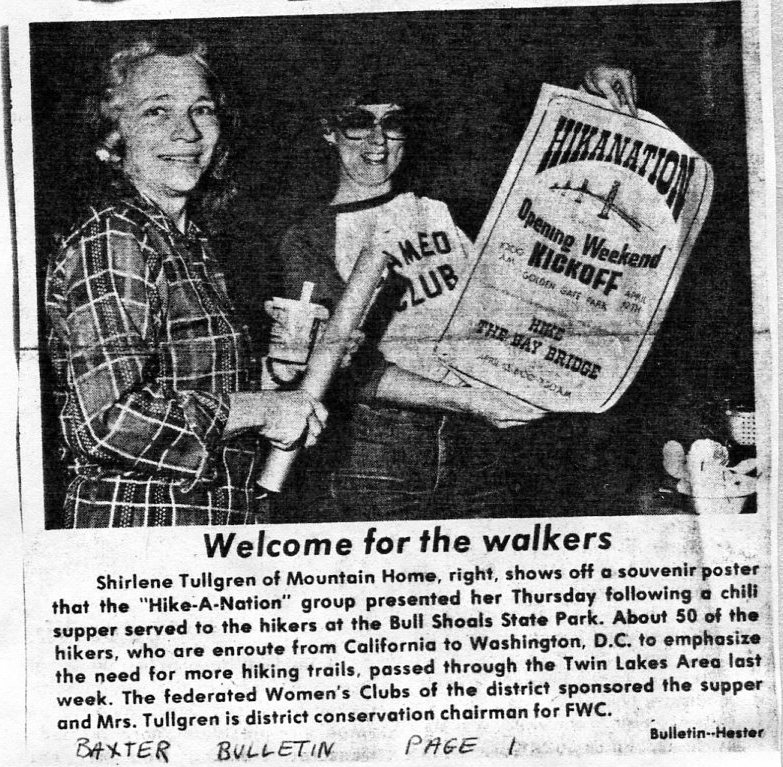 AMEO
CLUB
HIKANATION
Opening Weekend
KICKOFF
A.M.
APRIL
GOLDEN GATE PARK
HIKE
THE BAY BRIDGE
Welcome for the walkers
Shirlene Tullgren of Mountain Home, right, shows off a souvenir poster
that the "Hike-A-Nation" group presented her Thursday following a chili
supper served to the hikers at the Bull Shoals State Park. About 50 of the
hikers, who are enroute from California to Washington, D.C. to emphasize
the need for more hiking trails, passed through the Twin Lakes Area last
week. The federated Women's Clubs of the district sponsored the supper
and Mrs. Tullgren is district conservation chairman for FWC.
Bulletin--Hester
BAXTER BULLETIN PAGE 1